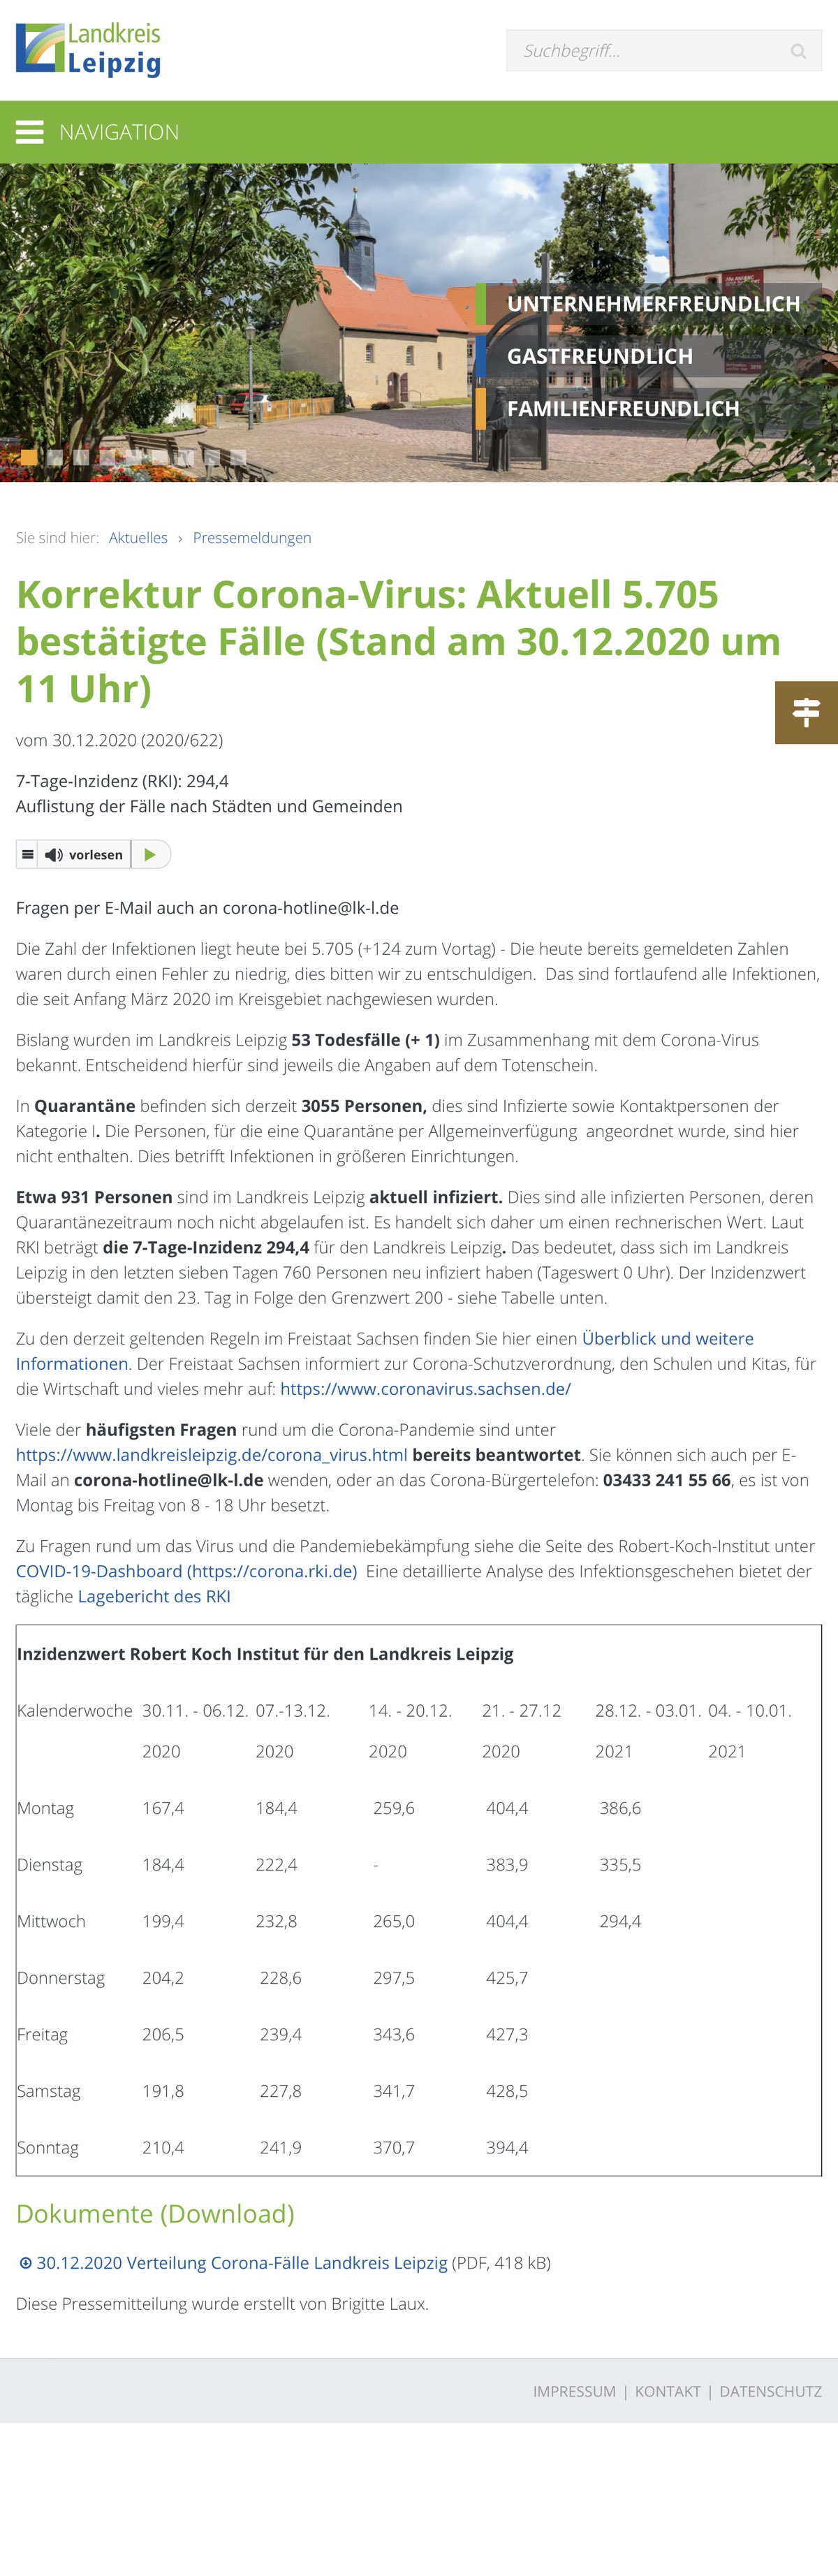 Landkreis
Leipzig
Suchbegriff...
NAVIGATION
UNTERNEHMERFREUNDLICH
GASTFREUNDLICH
FAMILIENFREUNDLICH
Sie sind hier: Aktuelles › Pressemeldungen
Korrektur Corona-Virus: Aktuell 5.705
bestätigte Fälle (Stand am 30.12.2020 um
11 Uhr)
vom 30.12.2020 (2020/622)
7-Tage-Inzidenz (RKI): 294,4
Auflistung der Fälle nach Städten und Gemeinden
vorlesen
Fragen per E-Mail auch an corona-hotline@lk-l.de
Die Zahl der Infektionen liegt heute bei 5.705 (+124 zum Vortag) - Die heute bereits gemeldeten Zahlen
waren durch einen Fehler zu niedrig, dies bitten wir zu entschuldigen.  Das sind fortlaufend alle Infektionen,
die seit Anfang März 2020 im Kreisgebiet nachgewiesen wurden.
Bislang wurden im Landkreis Leipzig 53 Todesfälle (+ 1) im Zusammenhang mit dem Corona-Virus
bekannt. Entscheidend hierfür sind jeweils die Angaben auf dem Totenschein.
In Quarantäne befinden sich derzeit 3055 Personen, dies sind Infizierte sowie Kontaktpersonen der
Kategorie I. Die Personen, für die eine Quarantäne per Allgemeinverfügung  angeordnet wurde, sind hier
nicht enthalten. Dies betrifft Infektionen in größeren Einrichtungen.
Etwa 931 Personen sind im Landkreis Leipzig aktuell infiziert. Dies sind alle infizierten Personen, deren
Quarantänezeitraum noch nicht abgelaufen ist. Es handelt sich daher um einen rechnerischen Wert. Laut
RKI beträgt die 7-Tage-Inzidenz 294,4 für den Landkreis Leipzig. Das bedeutet, dass sich im Landkreis
Leipzig in den letzten sieben Tagen 760 Personen neu infiziert haben (Tageswert 0 Uhr). Der Inzidenzwert
übersteigt damit den 23. Tag in Folge den Grenzwert 200 - siehe Tabelle unten.
Zu den derzeit geltenden Regeln im Freistaat Sachsen finden Sie hier einen Überblick und weitere
Informationen. Der Freistaat Sachsen informiert zur Corona-Schutzverordnung, den Schulen und Kitas, für
die Wirtschaft und vieles mehr auf: https://www.coronavirus.sachsen.de/
Viele der häufigsten Fragen rund um die Corona-Pandemie sind unter
https://www.landkreisleipzig.de/corona_virus.html bereits beantwortet. Sie können sich auch per E-
Mail an corona-hotline@lk-l.de wenden, oder an das Corona-Bürgertelefon: 03433 241 55 66, es ist von
Montag bis Freitag von 8 - 18 Uhr besetzt.
Zu Fragen rund um das Virus und die Pandemiebekämpfung siehe die Seite des Robert-Koch-Institut unter
COVID-19-Dashboard (https://corona.rki.de)  Eine detaillierte Analyse des Infektionsgeschehen bietet der
tägliche Lagebericht des RKI
Inzidenzwert Robert Koch Institut für den Landkreis Leipzig
Kalenderwoche 30.11. - 06.12. 07.-13.12. 14. - 20.12. 21. - 27.12 28.12. - 03.01. 04. - 10.01.
2020 2020 2020 2020 2021 2021
Montag 167,4 184,4 259,6 404,4 386,6
Dienstag 184,4 222,4 - 383,9 335,5
Mittwoch 199,4 232,8 265,0 404,4 294,4
Donnerstag 204,2 228,6 297,5 425,7
Freitag 206,5 239,4 343,6 427,3
Samstag 191,8 227,8 341,7 428,5
Sonntag 210,4 241,9 370,7 394,4
Dokumente (Download)
30.12.2020 Verteilung Corona-Fälle Landkreis Leipzig (PDF, 418 kB)
Diese Pressemitteilung wurde erstellt von Brigitte Laux.
IMPRESSUM | KONTAKT | DATENSCHUTZ